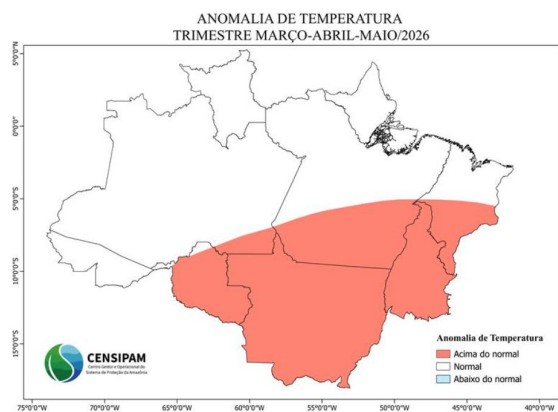 ANOMALIA DE TEMPERATURA
TRIMESTRE MARÇO-ABRIL-MAIO/2026
5°0'0"N
0°0'0"
5°0'0"S
10°0'0"S
15°0'0"S
CENSIPAM
Centro Gestor e Operacional do
Sistema de Proteção da Amazônia
Anomalia de Temperatura
Acima do normal
Normal
Abaixo do normal
75°0'0"W 70°0'0"W 65°0'0"W 60°0'0"W 55°0'0"W 50°0'0"W 45°0'0"W 40°0'0"W